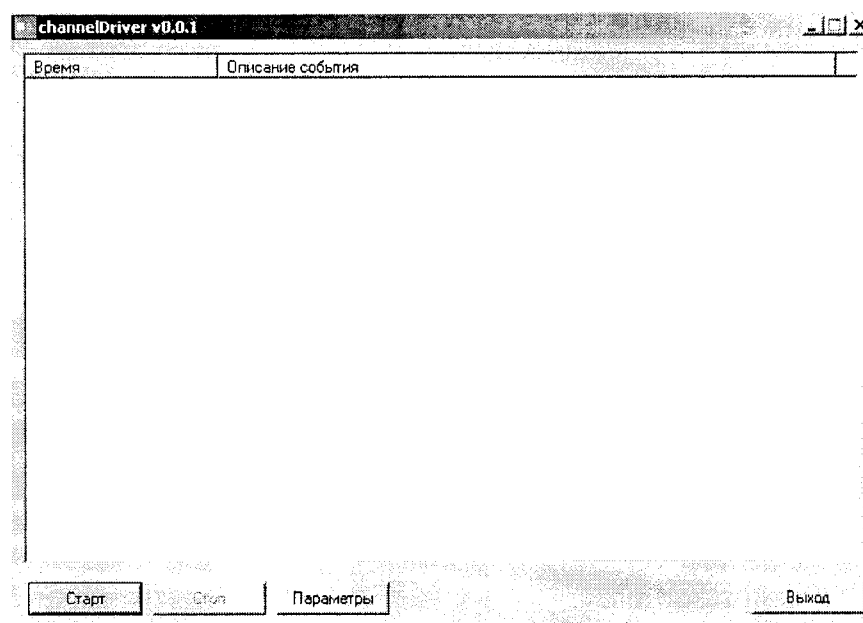 channelDriver v0.0.1
Время Описание события
Старт Стоп Параметры Выход